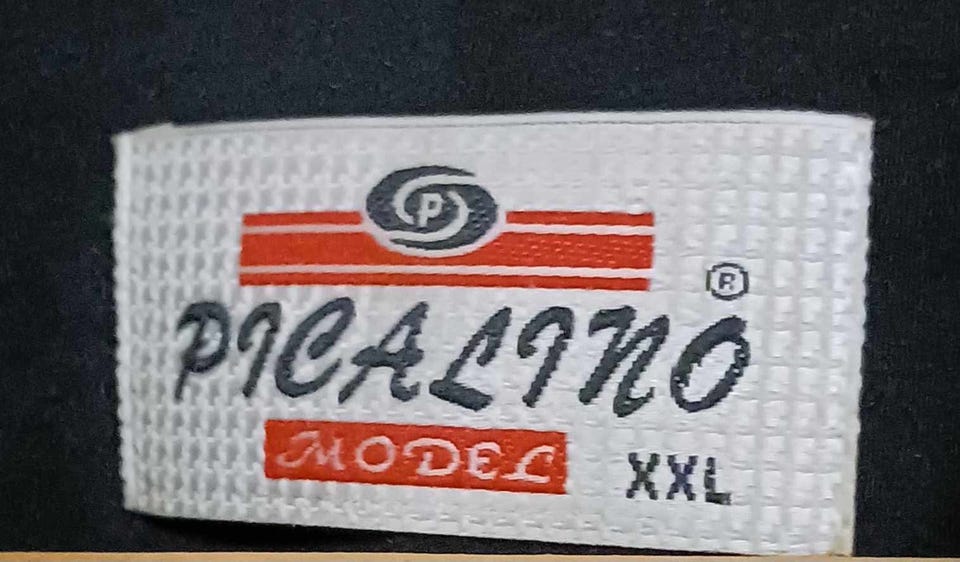 P
®
PICALINO
MODEL XXL